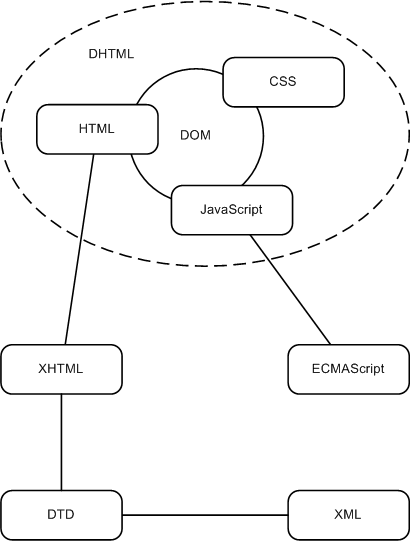 DHTML
CSS
HTML
DOM
JavaScript
XHTML
ECMAScript
DTD
XML